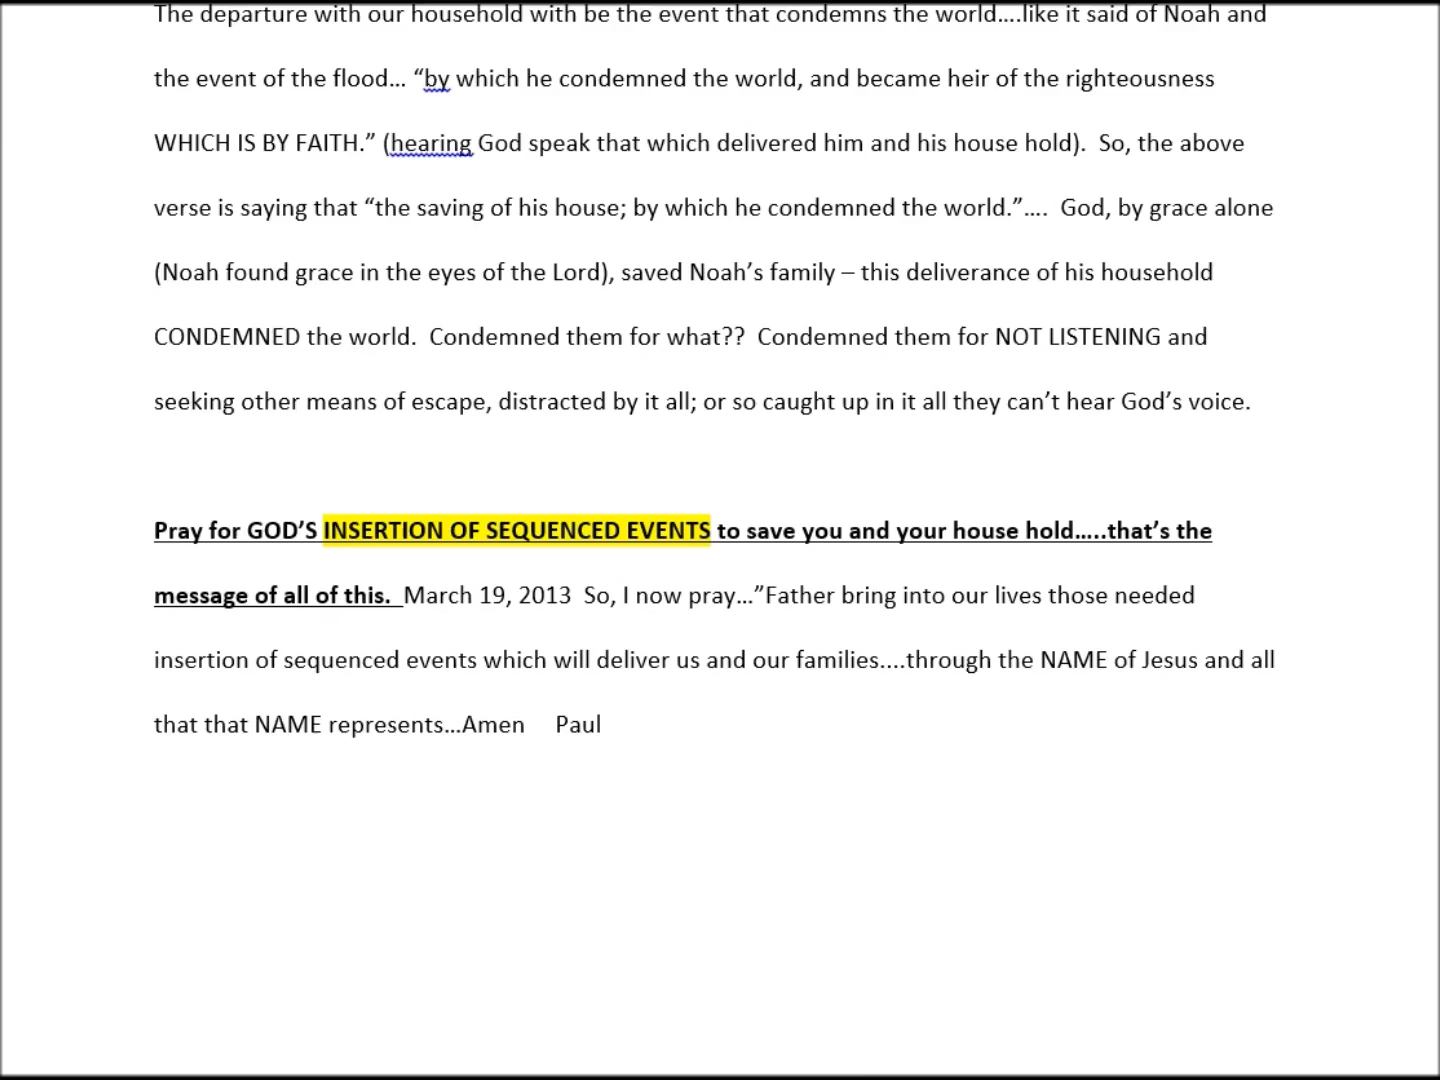 The departure with our household with be the event that condemns the world....like it said of Noah and
the event of the flood... “by which he condemned the world, and became heir of the righteousness
WHICH IS BY FAITH.” (hearing God speak that which delivered him and his house hold).  So, the above
verse is saying that “the saving of his house; by which he condemned the world.”....  God, by grace alone
(Noah found grace in the eyes of the Lord), saved Noah’s family – this deliverance of his household
CONDEMNED the world.  Condemned them for what??  Condemned them for NOT LISTENING and
seeking other means of escape, distracted by it all; or so caught up in it all they can’t hear God’s voice.
Pray for GOD’S INSERTION OF SEQUENCED EVENTS to save you and your house hold.....that’s the
message of all of this.  March 19, 2013  So, I now pray...”Father bring into our lives those needed
insertion of sequenced events which will deliver us and our families....through the NAME of Jesus and all
that that NAME represents...Amen     Paul